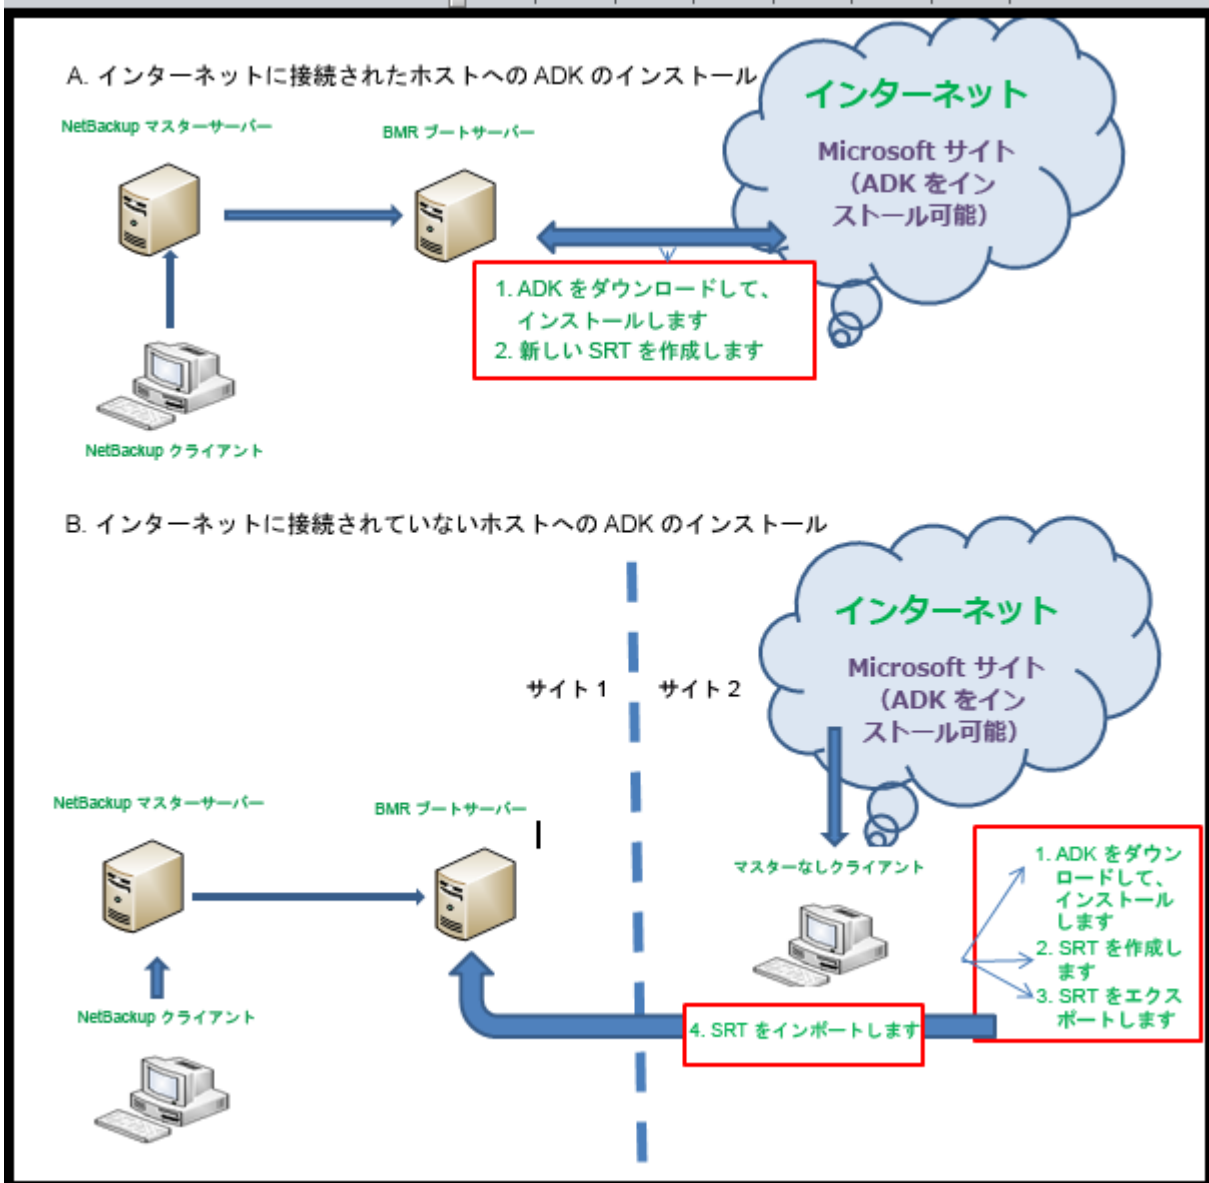 A. インターネットに接続されたホストへの ADK のインストール
NetBackup マスターサーバー
BMR ブートサーバー
インターネット
Microsoft サイト
（ADK をイン
ストール可能）
1. ADK をダウンロードして、
インストールします
2. 新しい SRT を作成します
NetBackup クライアント
B. インターネットに接続されていないホストへの ADK のインストール
インターネット
Microsoft サイト
（ADK をイン
ストール可能）
サイト 1
サイト 2
NetBackup マスターサーバー
BMR ブートサーバー
マスターなしクライアント
1. ADK をダウン
ロードして、
インストール
します
2. SRT を作成し
ます
3. SRT をエクス
ポートします
NetBackup クライアント
4. SRT をインポートします